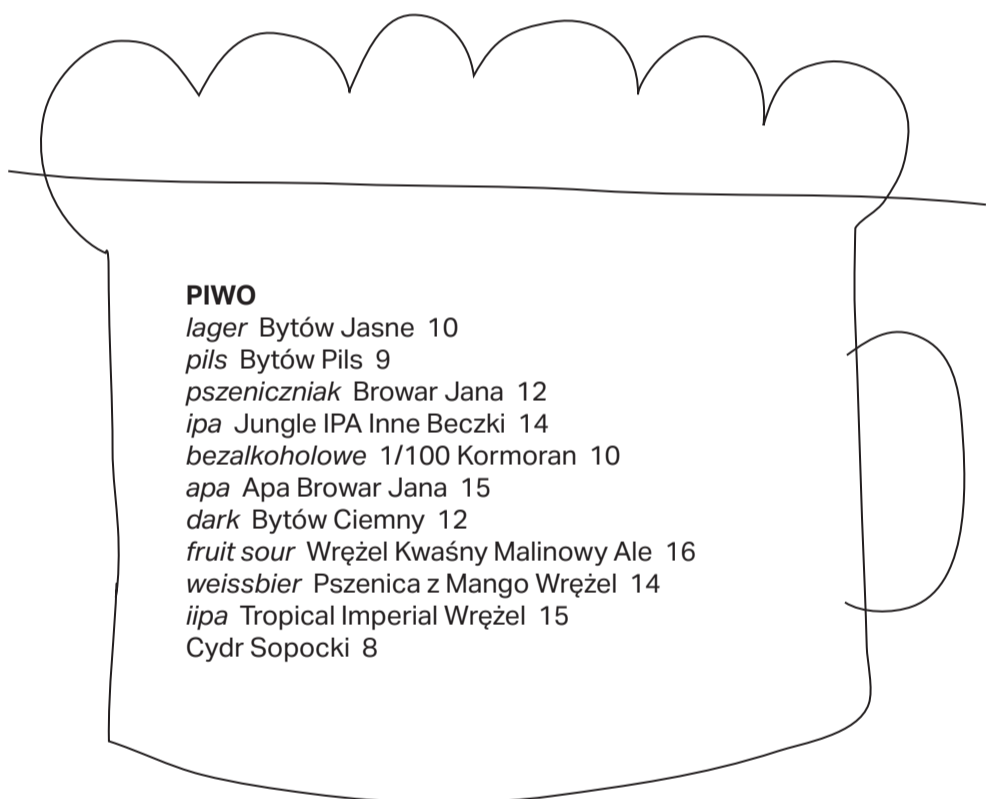 PIWO
lager Bytów Jasne 10
pils Bytów Pils 9
pszeniczniak Browar Jana 12
ipa Jungle IPA Inne Beczki 14
bezalkoholowe 1/100 Kormoran 10
apa Apa Browar Jana 15
dark Bytów Ciemny 12
fruit sour Wrężel Kwaśny Malinowy Ale 16
weissbier Pszenica z Mango Wrężel 14
iipa Tropical Imperial Wrężel 15
Cydr Sopocki 8